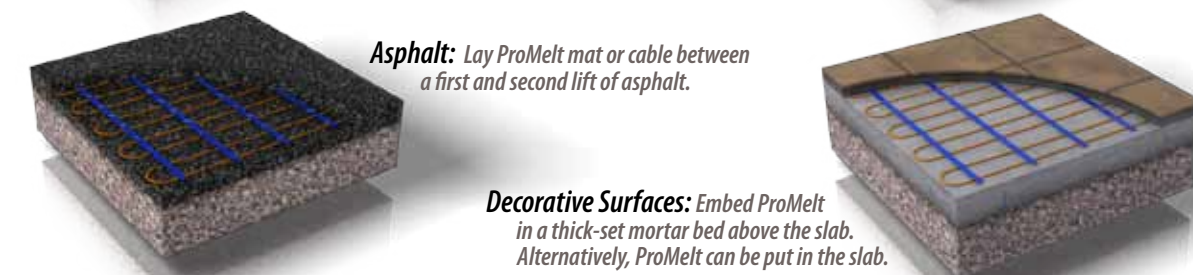 Asphalt: Lay ProMelt mat or cable between
a first and second lift of asphalt.
Decorative Surfaces: Embed ProMelt
in a thick-set mortar bed above the slab.
Alternatively, ProMelt can be put in the slab.